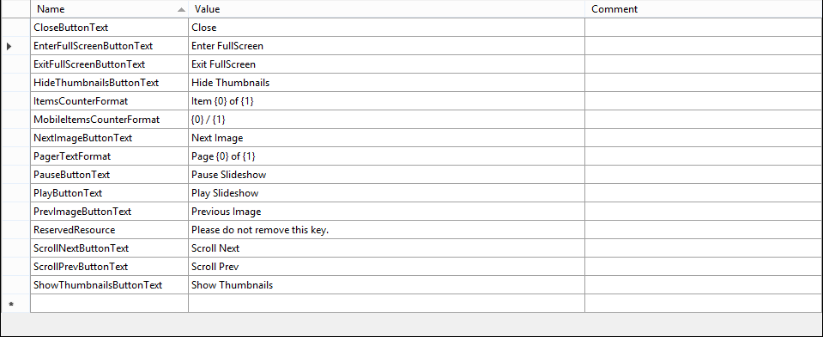 Name Value Comment
CloseButtonText Close
EnterFullScreenButtonText Enter FullScreen
ExitFullScreenButtonText Exit FullScreen
HideThumbnailsButtonText Hide Thumbnails
ItemsCounterFormat Item {0} of {1}
MobileItemsCounterFormat {0} / {1}
NextImageButtonText Next Image
PagerTextFormat Page {0} of {1}
PauseButtonText Pause Slideshow
PlayButtonText Play Slideshow
PrevImageButtonText Previous Image
ReservedResource Please do not remove this key.
ScrollNextButtonText Scroll Next
ScrollPrevButtonText Scroll Prev
ShowThumbnailsButtonText Show Thumbnails